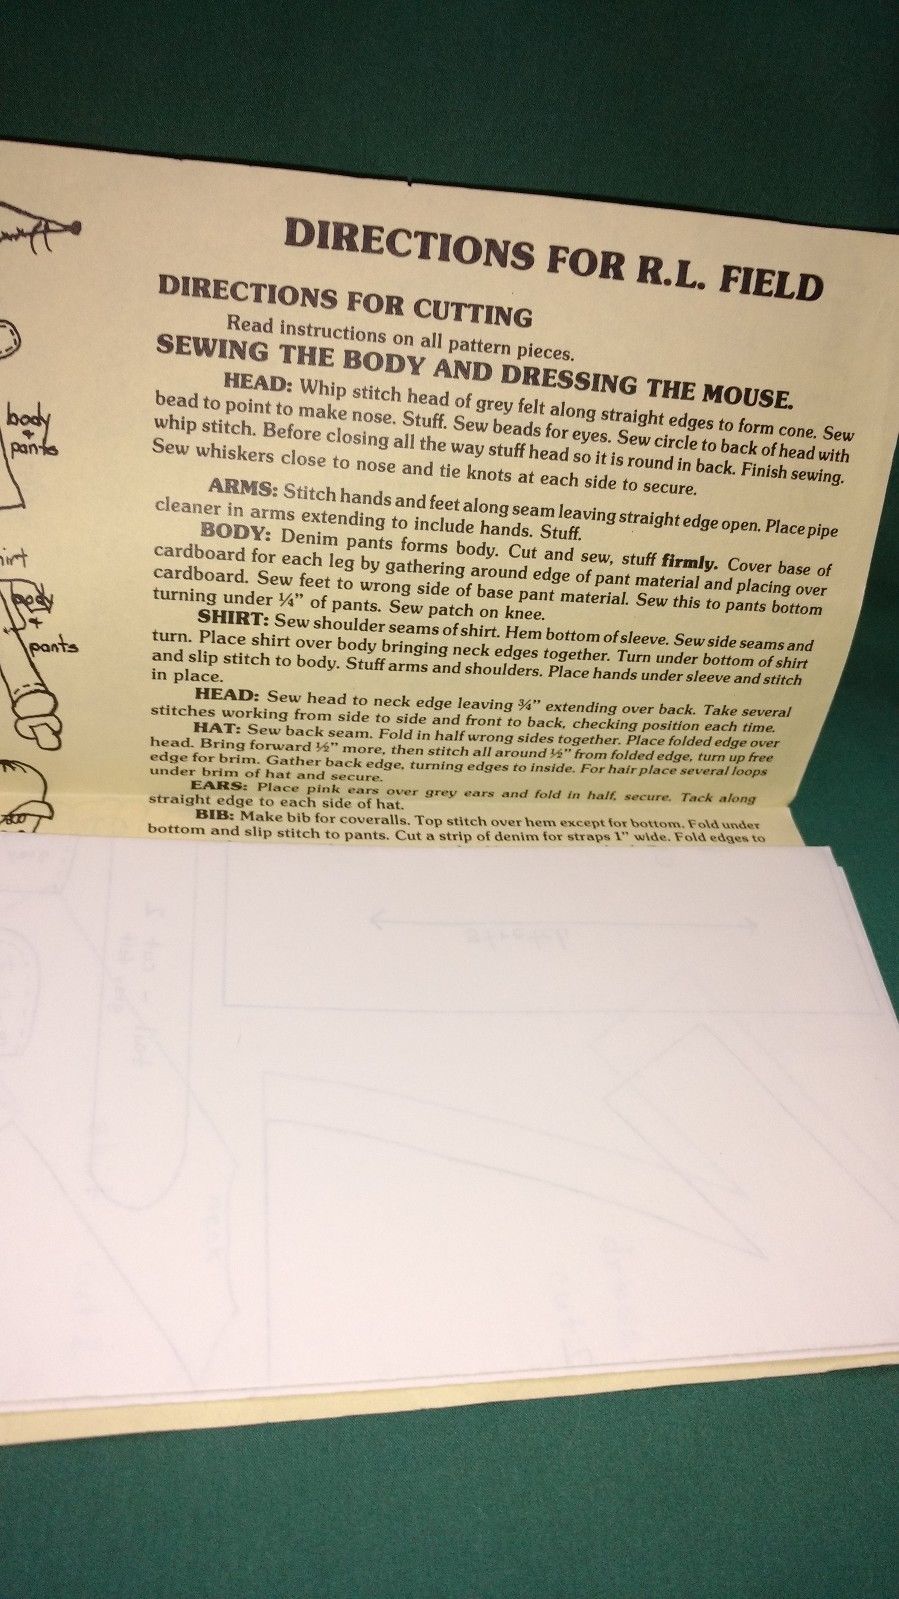 DIRECTIONS FOR R.L. FIELD
DIRECTIONS FOR CUTTING
Read instructions on all pattern pieces.
SEWING THE BODY AND DRESSING THE MOUSE.
HEAD: Whip stitch head of grey felt along straight edges to form cone. Sew
bead to point to make nose. Stuff. Sew beads for eyes. Sew circle to back of head with
whip stitch. Before closing all the way stuff head so it is round in back. Finish sewing.
Sew whiskers close to nose and tie knots at each side to secure.
ARMS: Stitch hands and feet along seam leaving straight edge open. Place pipe
cleaner in arms extending to include hands. Stuff.
BODY: Denim pants forms body. Cut and sew, stuff firmly. Cover base of
cardboard for each leg by gathering around edge of pant material and placing over
cardboard. Sew feet to wrong side of base pant material. Sew this to pants bottom
turning under ¼” of pants. Sew patch on knee.
SHIRT: Sew shoulder seams of shirt. Hem bottom of sleeve. Sew side seams and
turn. Place shirt over body bringing neck edges together. Turn under bottom of shirt
and slip stitch to body. Stuff arms and shoulders. Place hands under sleeve and stitch
in place.
HEAD: Sew head to neck edge leaving ¾” extending over back. Take several
stitches working from side to side and front to back, checking position each time.
HAT: Sew back seam. Fold in half wrong sides together. Place folded edge over
head. Bring forward ½” more, then stitch all around ½” from folded edge, turn up free
edge for brim. Gather back edge, turning edges to inside. For hair place several loops
under brim of hat and secure.
EARS: Place pink ears over grey ears and fold in half, secure. Tack along
straight edge to each side of hat.
BIB: Make bib for coveralls. Top stitch over hem except for bottom. Fold under
bottom and slip stitch to pants. Cut a strip of denim for straps 1” wide. Fold edges to
body
+
pants
irt
body
+
pants
stretch